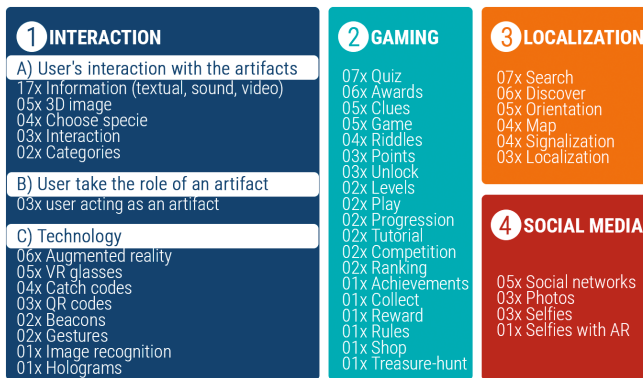 1 INTERACTION
A) User's interaction with the artifacts
17x Information (textual, sound, video)
05x 3D image
04x Choose specie
03x Interaction
02x Categories
B) User take the role of an artifact
03x user acting as an artifact
C) Technology
06x Augmented reality
05x VR glasses
04x Catch codes
03x QR codes
02x Beacons
02x Gestures
01x Image recognition
01x Holograms
2 GAMING
07x Quiz
06x Awards
05x Clues
05x Game
04x Riddles
03x Points
03x Unlock
02x Levels
02x Play
02x Progression
02x Tutorial
02x Competition
02x Ranking
01x Achievements
01x Collect
01x Reward
01x Rules
01x Shop
01x Treasure-hunt
3 LOCALIZATION
07x Search
06x Discover
05x Orientation
04x Map
04x Signalization
03x Localization
4 SOCIAL MEDIA
05x Social networks
03x Photos
03x Selfies
01x Selfies with AR